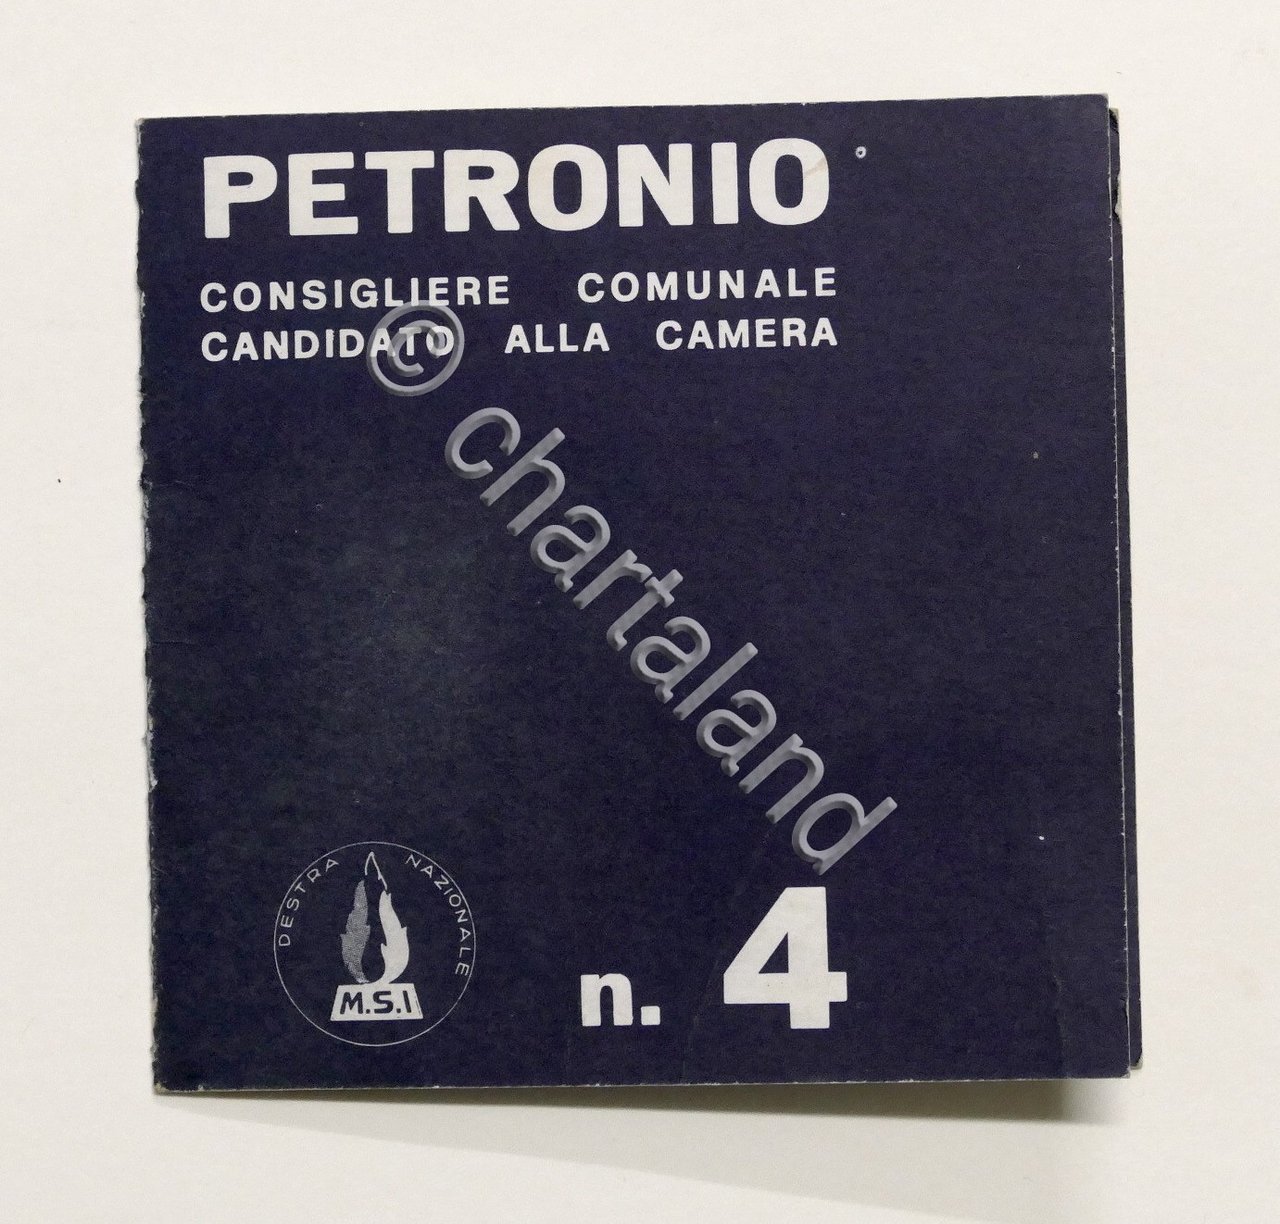 PETRONIO
CONSIGLIERE COMUNALE
CANDIDATO ALLA CAMERA
© chartaland
DESTRA NAZIONALE
M.S.I
n. 4